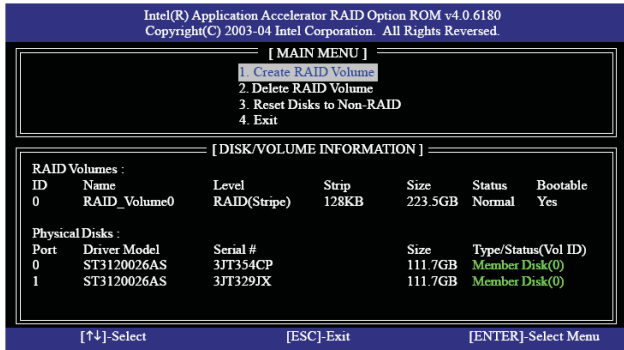 Intel(R) Application Accelerator RAID Option ROM v4.0.6180
Copyright(C) 2003-04 Intel Corporation. All Rights Reversed.
[ MAIN MENU ]
1. Create RAID Volume
2. Delete RAID Volume
3. Reset Disks to Non-RAID
4. Exit
[ DISK/VOLUME INFORMATION ]
RAID Volumes :
ID Name Level Strip Size Status Bootable
0 RAID_Volume0 RAID(Stripe) 128KB 223.5GB Normal Yes
Physical Disks :
Port Driver Model Serial # Size Type/Status(Vol ID)
0 ST3120026AS 3JT354CP 111.7GB Member Disk(0)
1 ST3120026AS 3JT329JX 111.7GB Member Disk(0)
[↑↓]-Select [ESC]-Exit [ENTER]-Select Menu